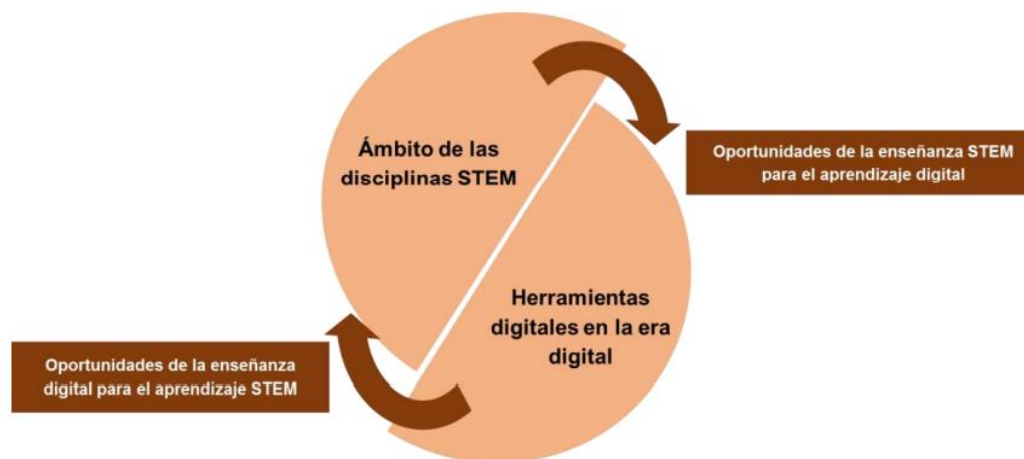 Ámbito de las
disciplinas STEM
Oportunidades de la enseñanza STEM
para el aprendizaje digital
Herramientas
digitales en la era
digital
Oportunidades de la enseñanza
digital para el aprendizaje STEM